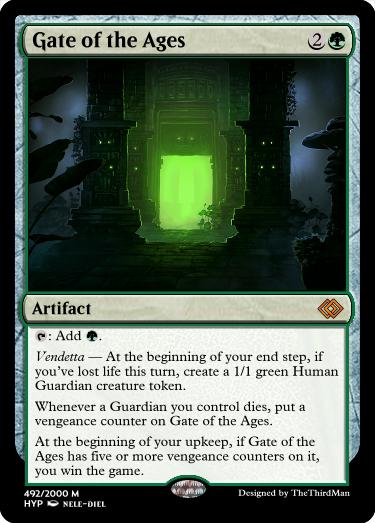 Gate of the Ages 2
Artifact
: Add .
Vendetta — At the beginning of your end step, if
you've lost life this turn, create a 1/1 green Human
Guardian creature token.
Whenever a Guardian you control dies, put a
vengeance counter on Gate of the Ages.
At the beginning of your upkeep, if Gate of the
Ages has five or more vengeance counters on it,
you win the game.
492/2000 M
HYP NELE-DIEL Designed by TheThirdMan